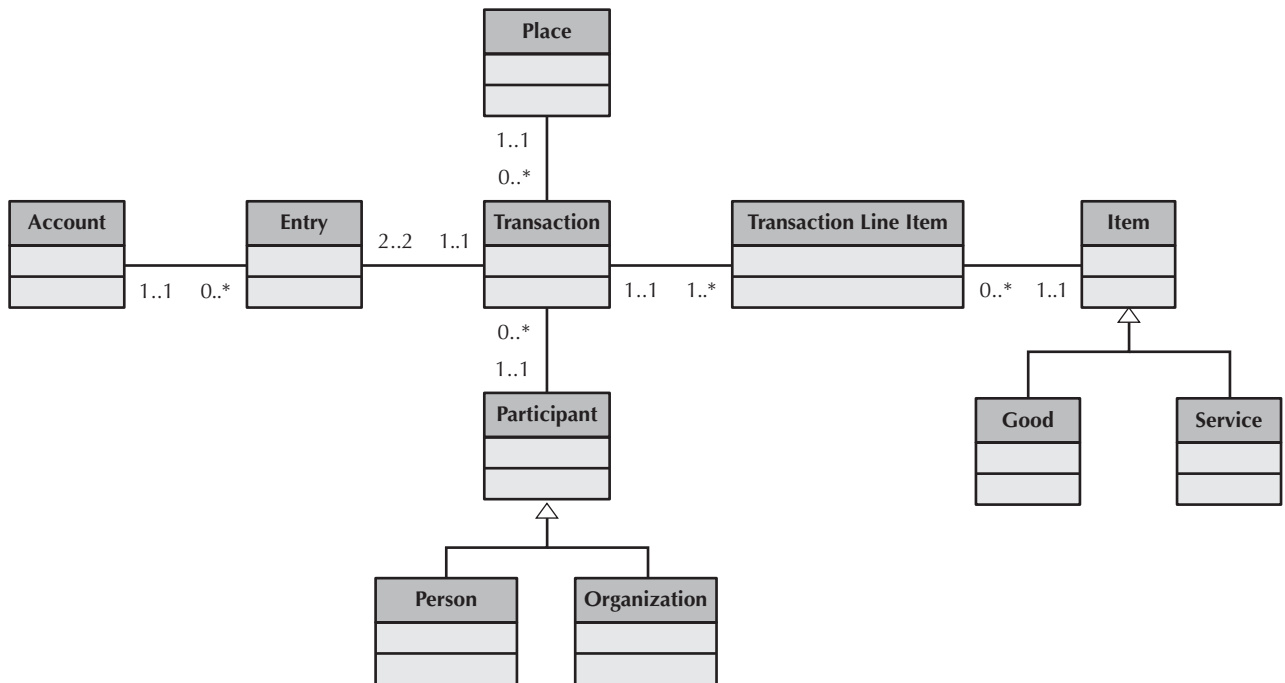 Place
1..1
0..*
Account
Entry
Transaction
Transaction Line Item
Item
2..2 1..1
1..1 0..*
1..1 1..*
0..* 1..1
0..*
1..1
Participant
Good
Service
Person
Organization